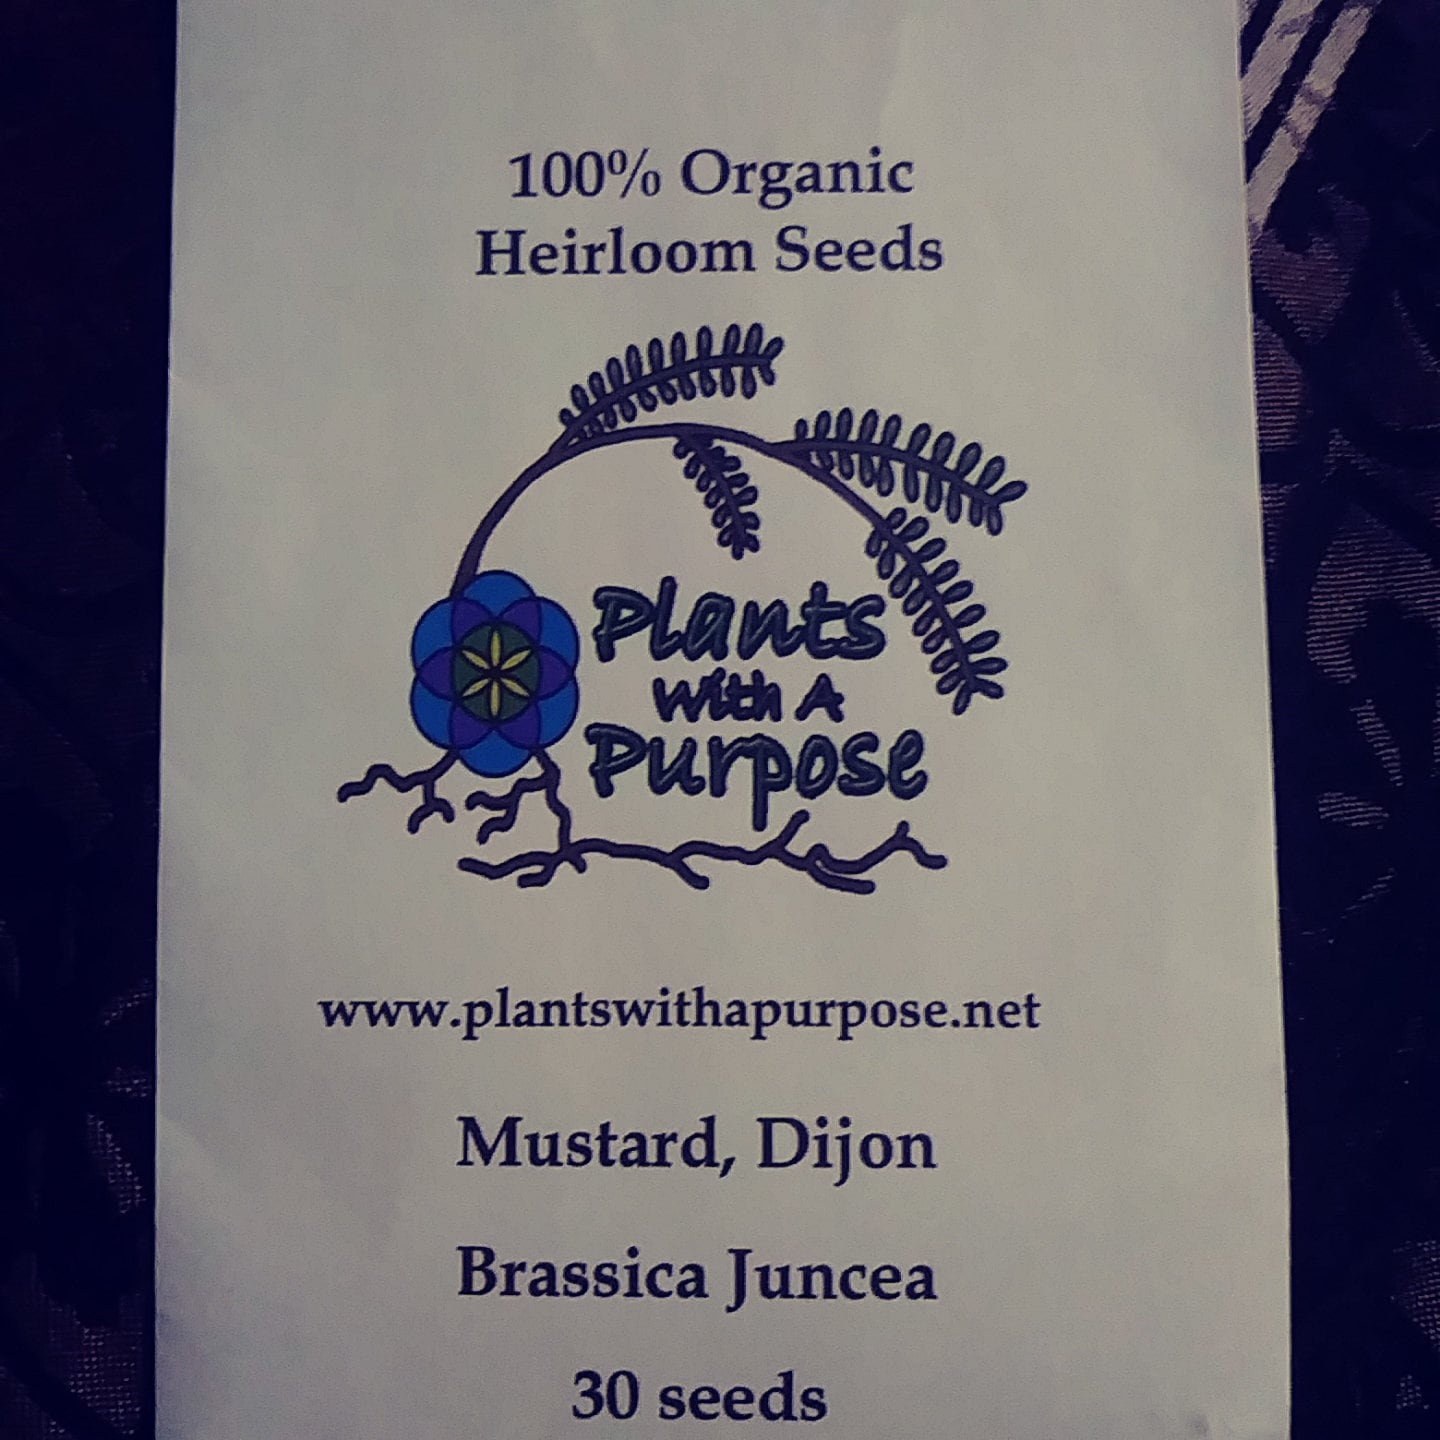 100% Organic
Heirloom Seeds
Plants
With A
Purpose
www.plantswithapurpose.net
Mustard, Dijon
Brassica Juncea
30 seeds